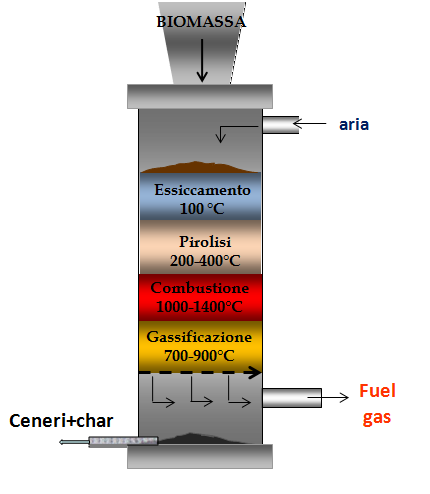 BIOMASSA
aria
Essiccamento
100 °C
Pirolisi
200-400°C
Combustione
1000-1400°C
Gassificazione
700-900°C
Fuel
gas
Ceneri+char